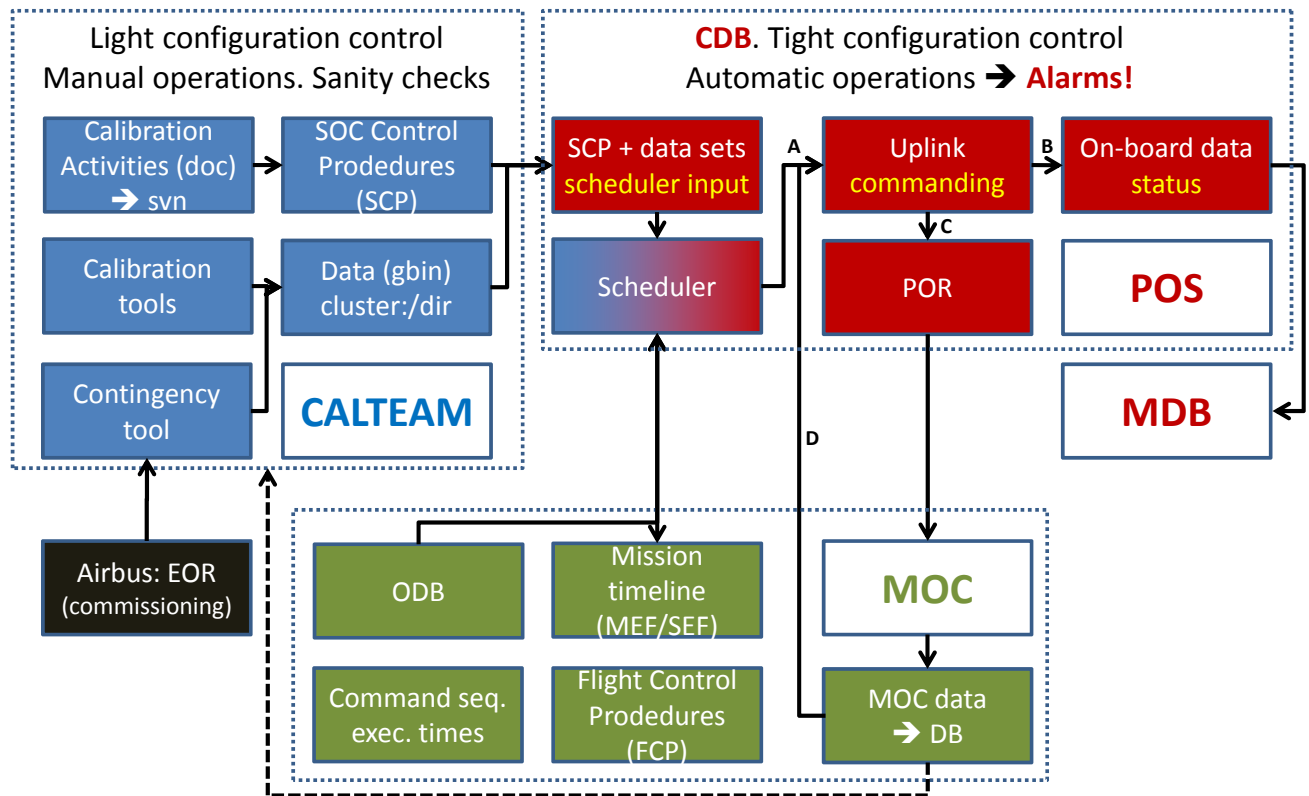 Light configuration control
Manual operations. Sanity checks
CDB. Tight configuration control
Automatic operations ➔ Alarms!
Calibration
Activities (doc)
➔ svn
SOC Control
Prodedures
(SCP)
SCP + data sets
scheduler input
A
Uplink
commanding
B
On-board data
status
C
Calibration
tools
Data (gbin)
cluster:/dir
Scheduler
POR
POS
Contingency
tool
CALTEAM
MDB
D
Airbus: EOR
(commissioning)
ODB
Mission
timeline
(MEF/SEF)
MOC
Command seq.
exec. times
Flight Control
Prodedures
(FCP)
MOC data
➔ DB